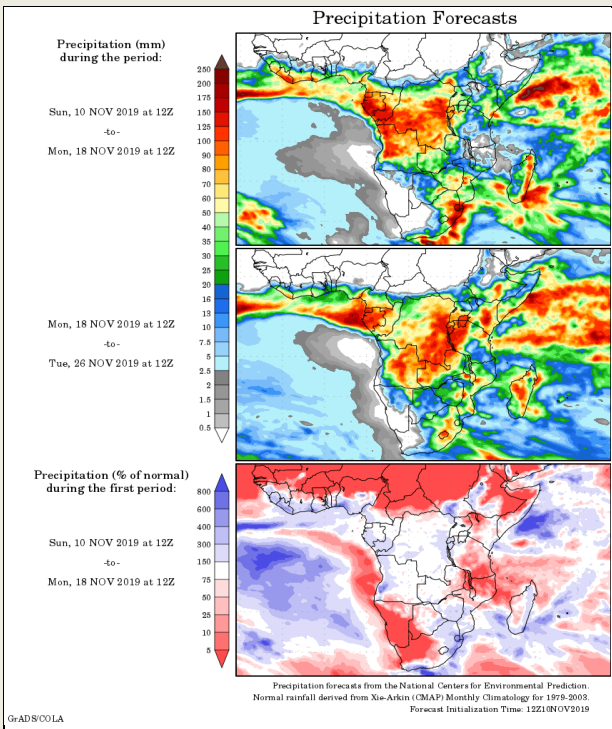 Precipitation Forecasts
Precipitation (mm)
during the period:
Sun, 10 NOV 2019 at 12Z
-to-
Mon, 18 NOV 2019 at 12Z
250
200
175
150
125
100
90
80
70
60
50
40
35
30
25
20
16
13
10
7.5
5
2.5
2
1.5
1
0.5
Mon, 18 NOV 2019 at 12Z
-to-
Tue, 26 NOV 2019 at 12Z
Precipitation (% of normal)
during the first period:
Sun, 10 NOV 2019 at 12Z
-to-
Mon, 18 NOV 2019 at 12Z
800
600
400
300
150
75
50
25
10
5
Precipitation forecasts from the National Centers for Environmental Prediction.
Normal rainfall derived from Xie-Arkin (CMAP) Monthly Climatology for 1979-2003.
Forecast Initialization Time: 12Z10NOV2019
GrADS/COLA